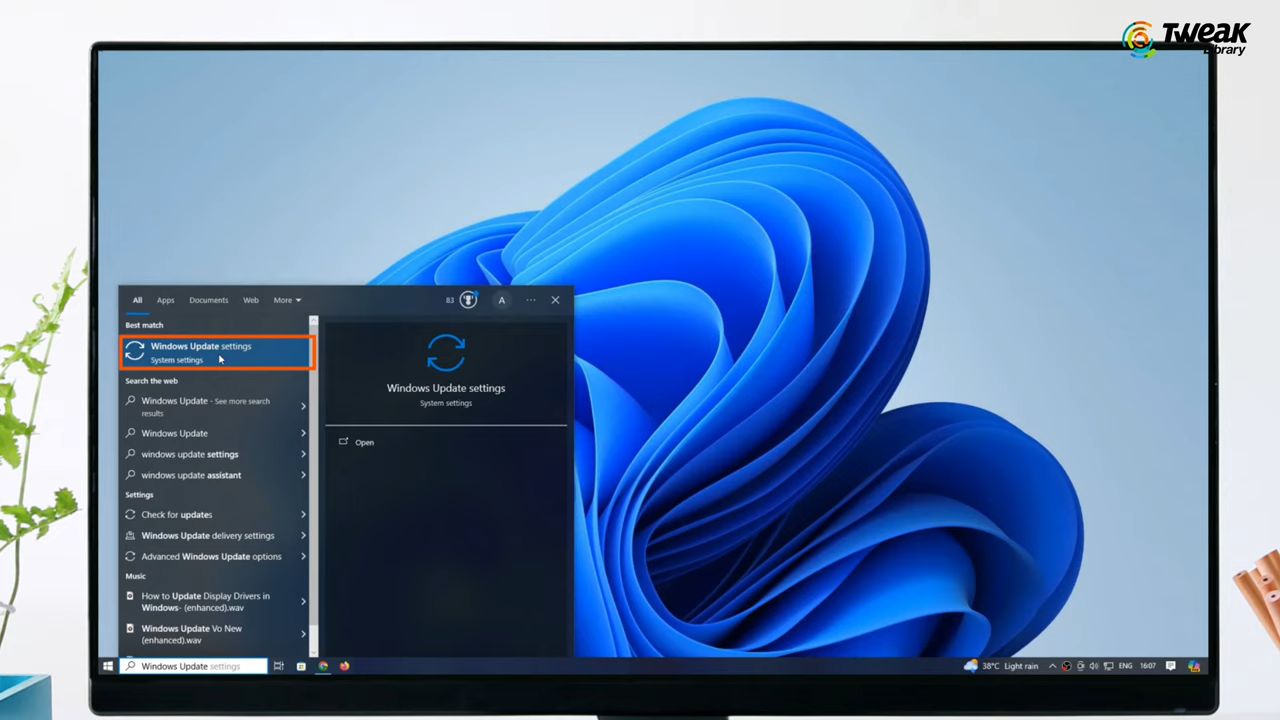 TWEAK
Library
All
Apps
Documents
Web
More
83
A
Best match
Windows Update settings
System settings
Search the web
Windows Update - See more search
results
Windows Update
windows update settings
windows update assistant
Settings
Check for updates
Windows Update delivery settings
Advanced Windows Update options
Music
How to Update Display Drivers in
Windows- (enhanced).wav
Windows Update Vo New
(enhanced).wav
Windows Update settings
System settings
Open
Windows Update settings
38°C Light rain
ENG
16:07